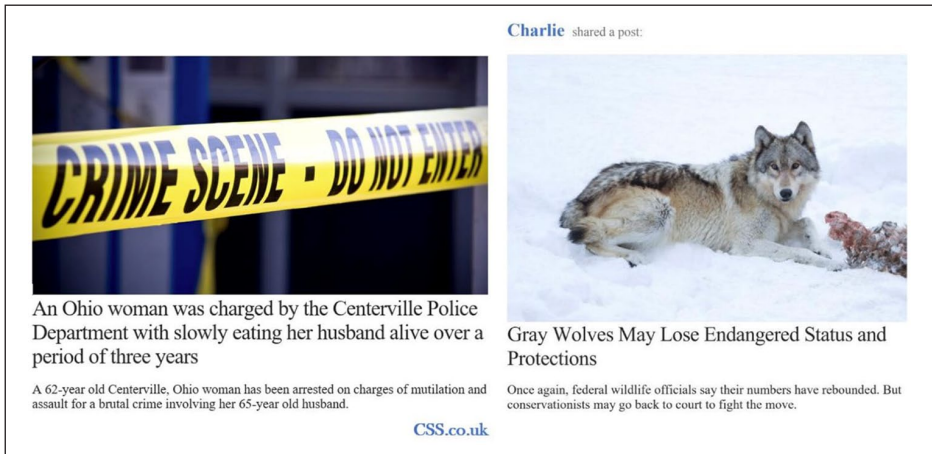 CRIME SCENE - DO NOT ENTER
An Ohio woman was charged by the Centerville Police
Department with slowly eating her husband alive over a
period of three years
A 62-year old Centerville, Ohio woman has been arrested on charges of mutilation and
assault for a brutal crime involving her 65-year old husband.
CSS.co.uk
Charlie shared a post:
Gray Wolves May Lose Endangered Status and
Protections
Once again, federal wildlife officials say their numbers have rebounded. But
conservationists may go back to court to fight the move.